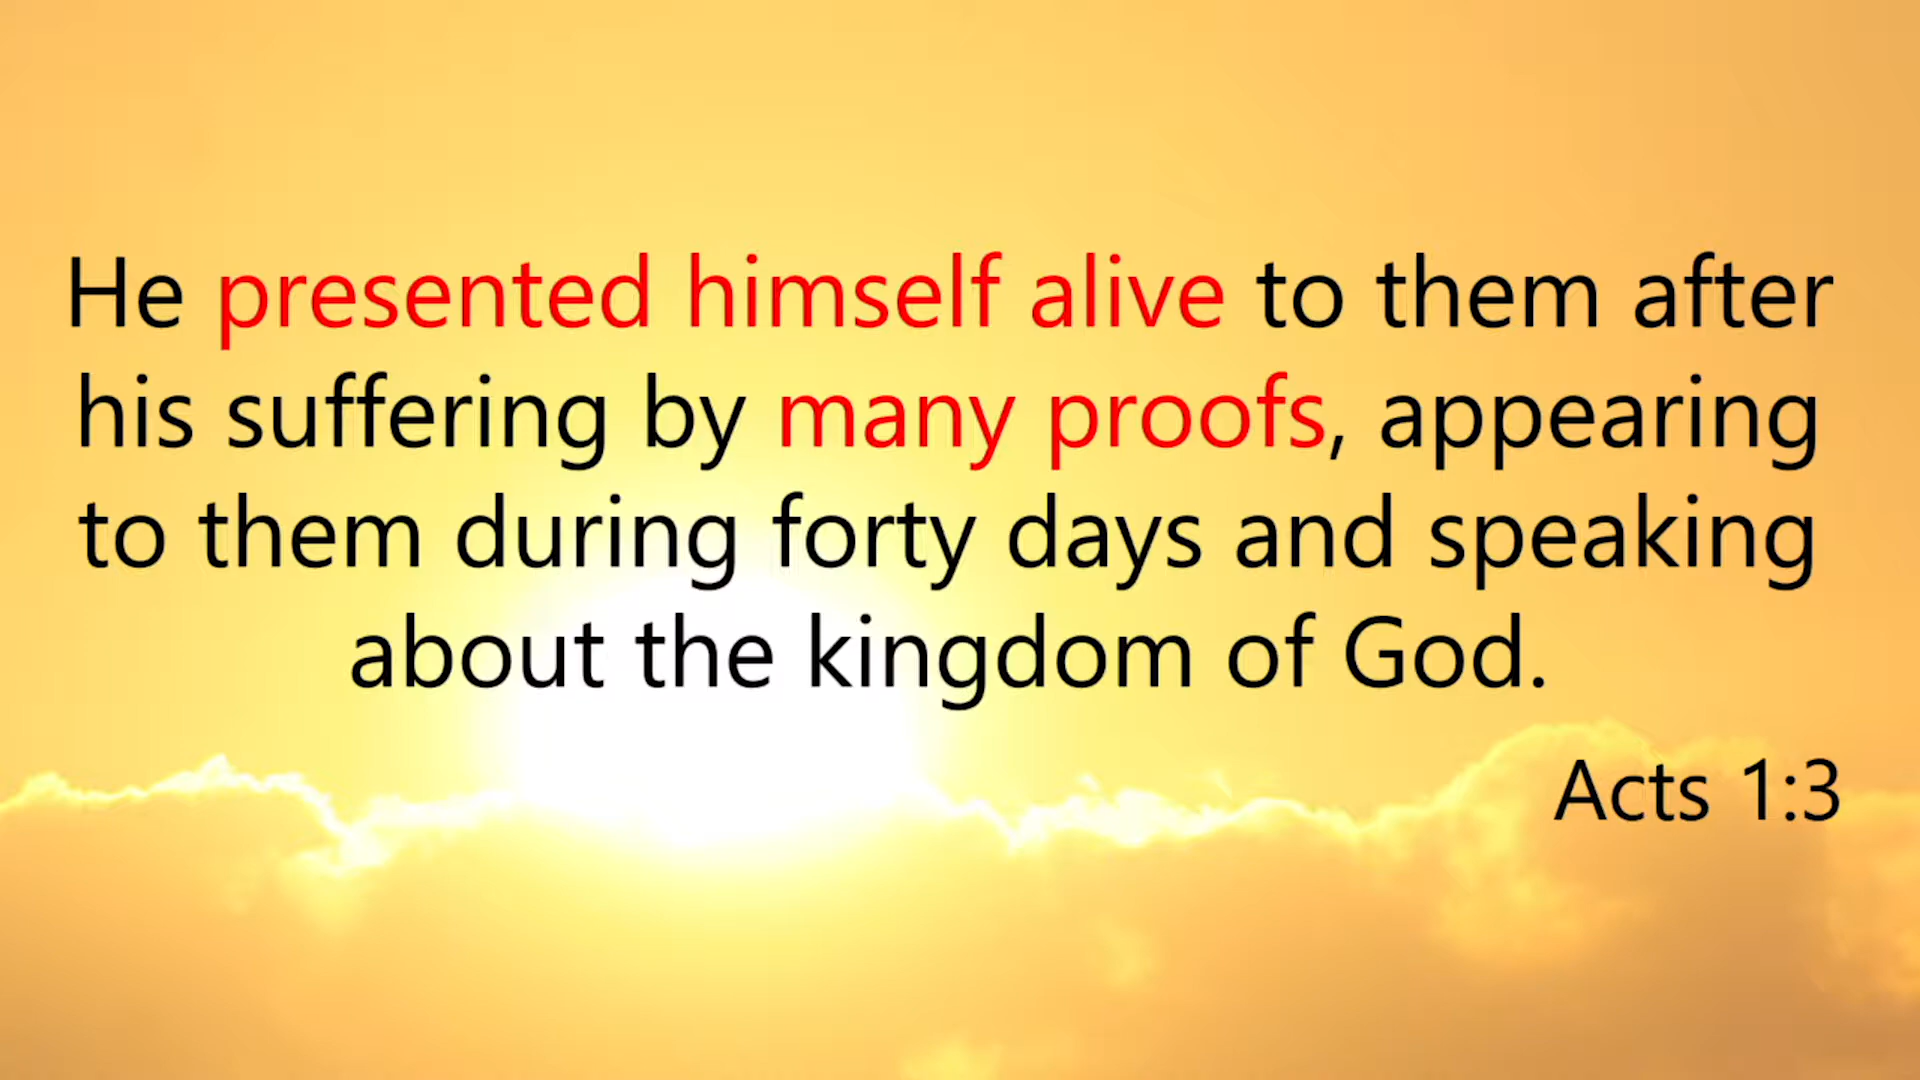 He presented himself alive to them after
his suffering by many proofs, appearing
to them during forty days and speaking
about the kingdom of God.
Acts 1:3